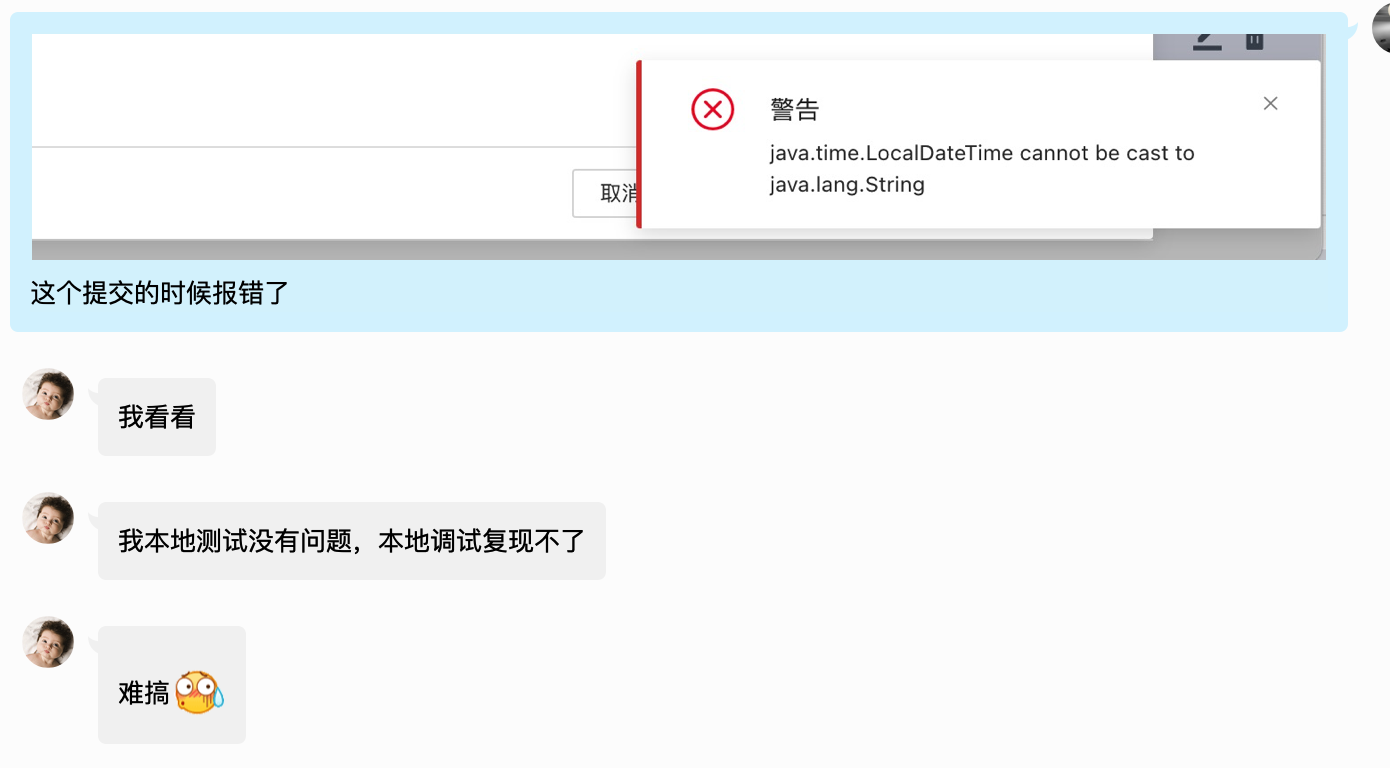 警告
java.time.LocalDateTime cannot be cast to
java.lang.String
取消
这个提交的时候报错了
我看看
我本地测试没有问题，本地调试复现不了
难搞